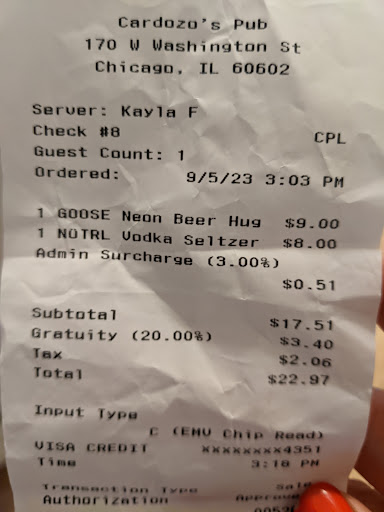 Cardozo's Pub
170 W Washington St
Chicago, IL 60602
Server: Kayla F
Check #8 CPL
Guest Count: 1
Ordered: 9/5/23 3:03 PM
1 GOOSE Neon Beer Hug $9.00
1 NOTRL Vodka Seltzer $8.00
Admin Surcharge (3.00%)
$0.51
Subtotal $17.51
Gratuity (20.00%) $3.40
Tax $2.06
Total $22.97
Input Type
C (EMV Chip Read)
VISA CREDIT xxxxxxxx4351
Time 3:18 PM
Transaction Type Sale
Authorization Approved